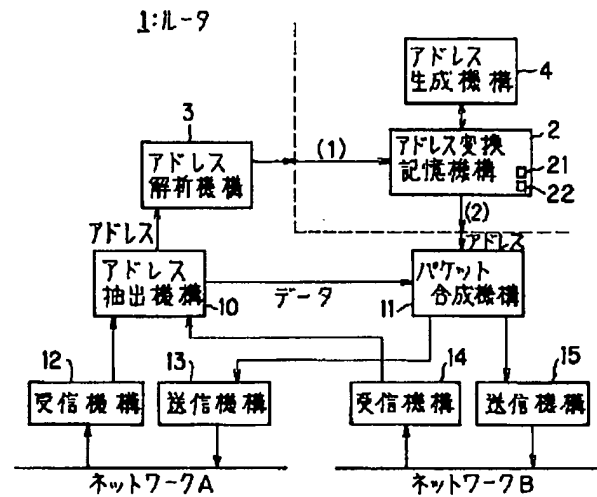 1:ルータ
アドレス
生成機構
4
3
アドレス
解析機構
(1)
アドレス変換
記憶機構
2
21
22
(2)
アドレス
アドレス
アドレス
抽出機構
10
データ
パケット
合成機構
11
12
受信機構
13
送信機構
14
受信機構
15
送信機構
ネットワークA
ネットワークB